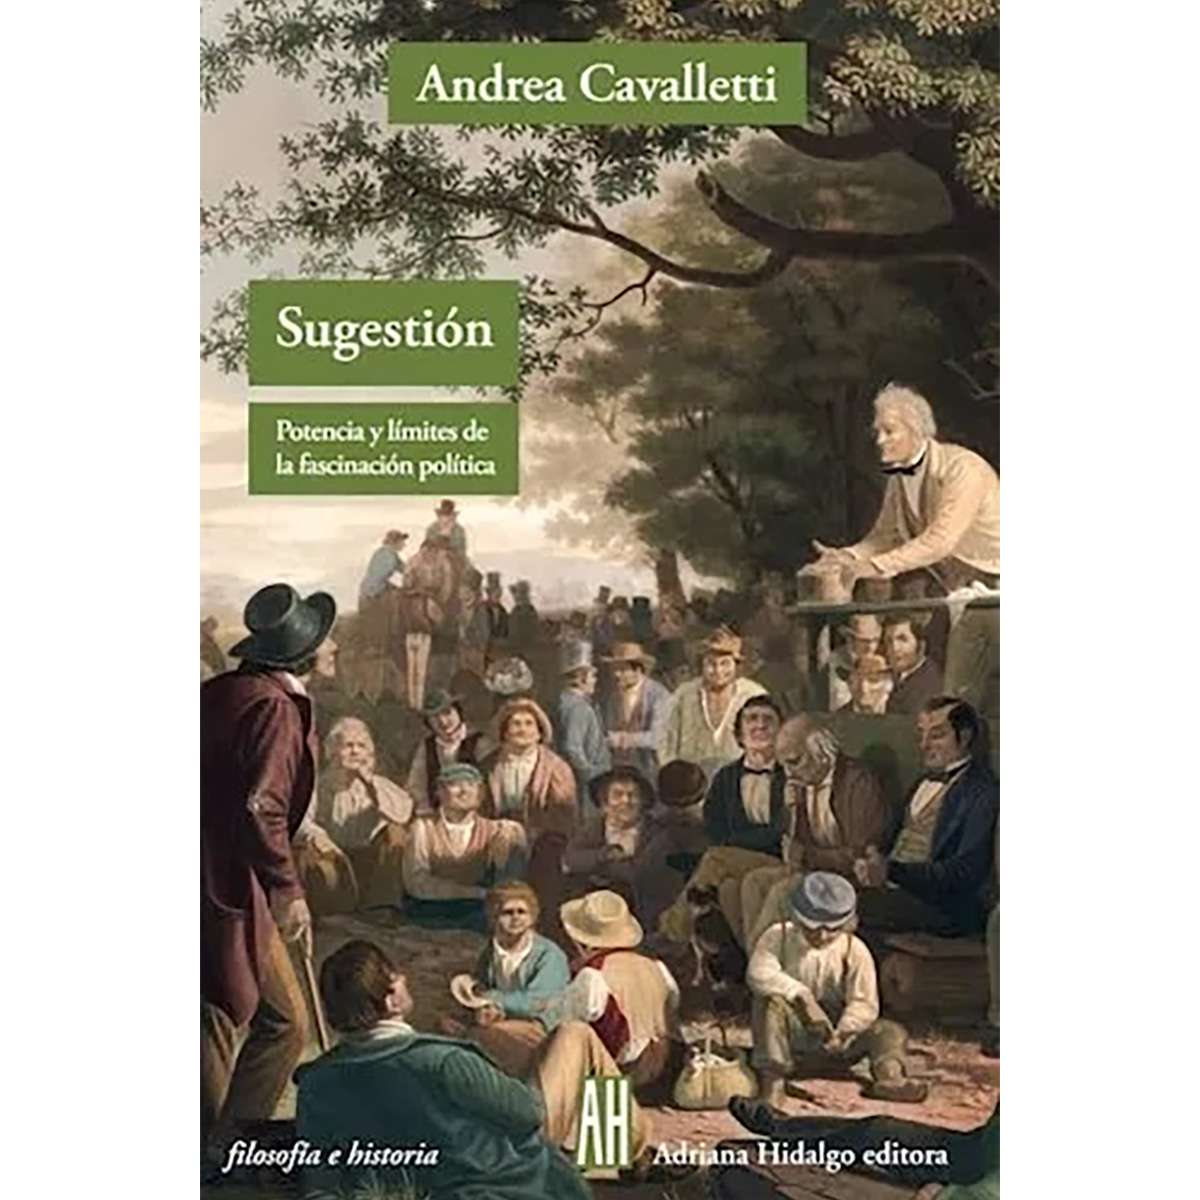 Andrea Cavalletti
Sugestión
Potencia y límites de
la fascinación política
filosofía e historia
AH
Adriana Hidalgo editora